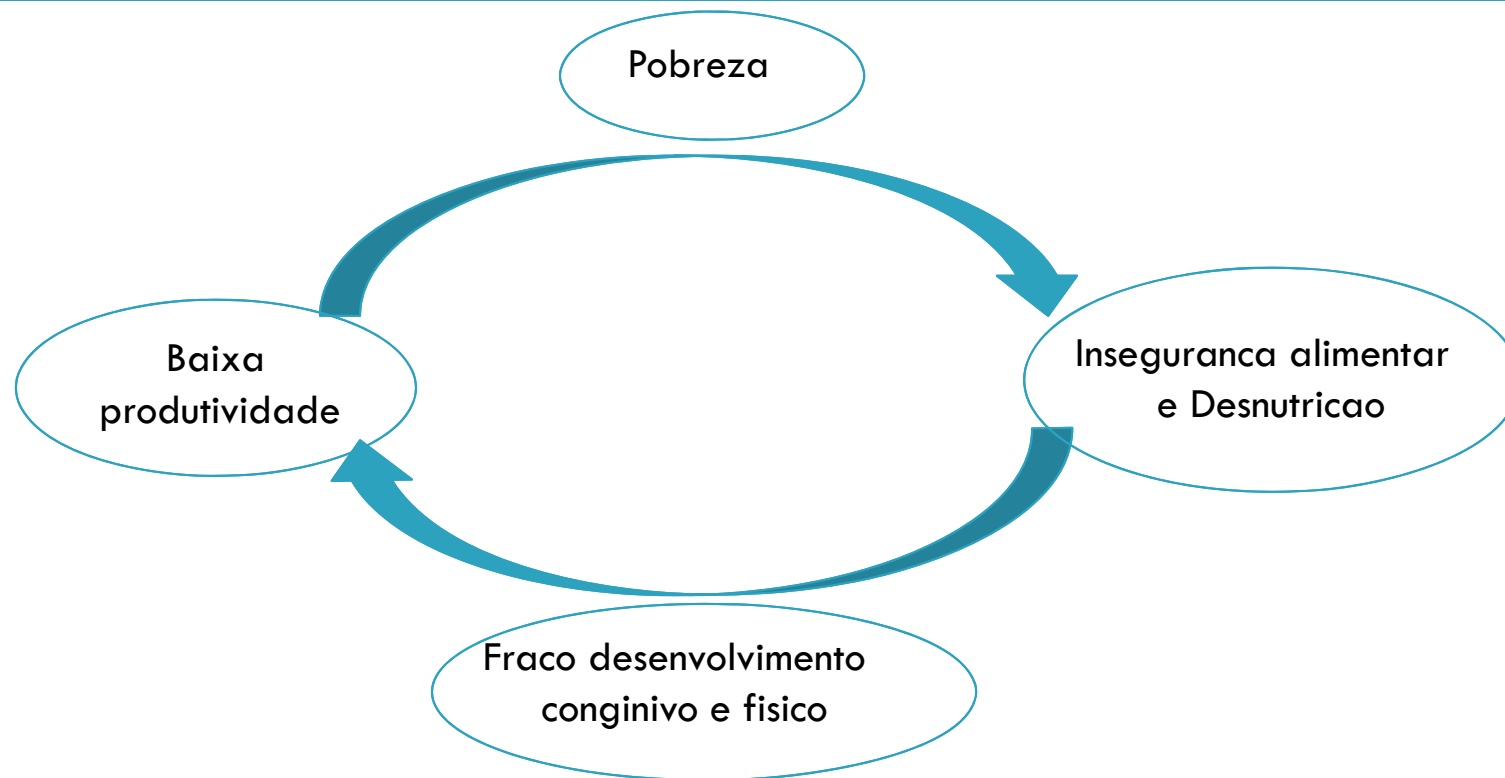 Pobreza
Baixa
produtividade
Inseguranca alimentar
e Desnutricao
Fraco desenvolvimento
conginivo e fisico